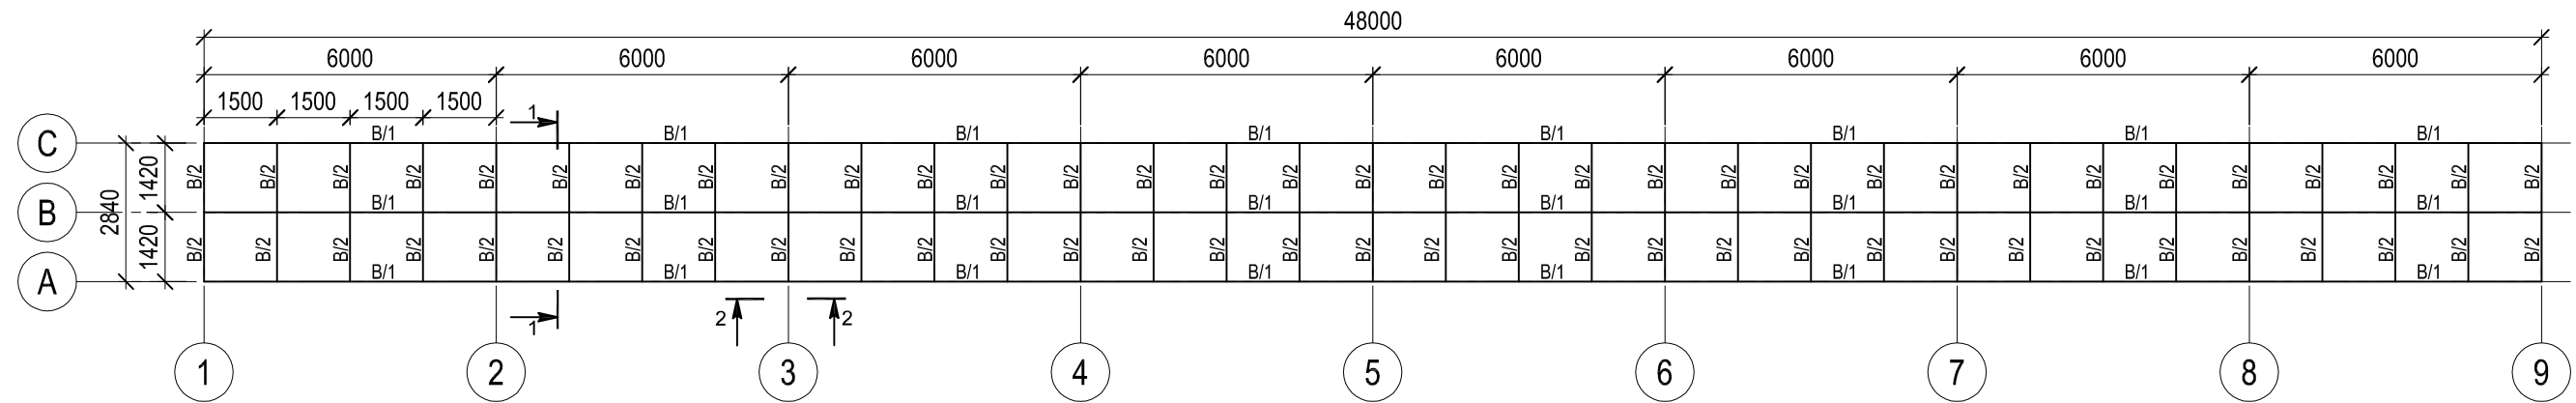 48000
6000 6000 6000 6000 6000 6000 6000 6000
1500 1500 1500 1500
1
B/1 B/1 B/1 B/1 B/1 B/1 B/1 B/1
C
1420
B/2 B/2 B/2 B/2 B/2 B/2 B/2 B/2 B/2 B/2 B/2 B/2 B/2 B/2 B/2 B/2 B/2 B/2 B/2 B/2 B/2 B/2 B/2 B/2 B/2 B/2 B/2 B/2 B/2 B/2 B/2 B/2 B/2
B/1 B/1 B/1 B/1 B/1 B/1 B/1 B/1
B
2840
1420
B/2 B/2 B/2 B/2 B/2 B/2 B/2 B/2 B/2 B/2 B/2 B/2 B/2 B/2 B/2 B/2 B/2 B/2 B/2 B/2 B/2 B/2 B/2 B/2 B/2 B/2 B/2 B/2 B/2 B/2 B/2 B/2 B/2
B/1 B/1 B/1 B/1 B/1 B/1 B/1 B/1
A
1 2 2
1 2 3 4 5 6 7 8 9